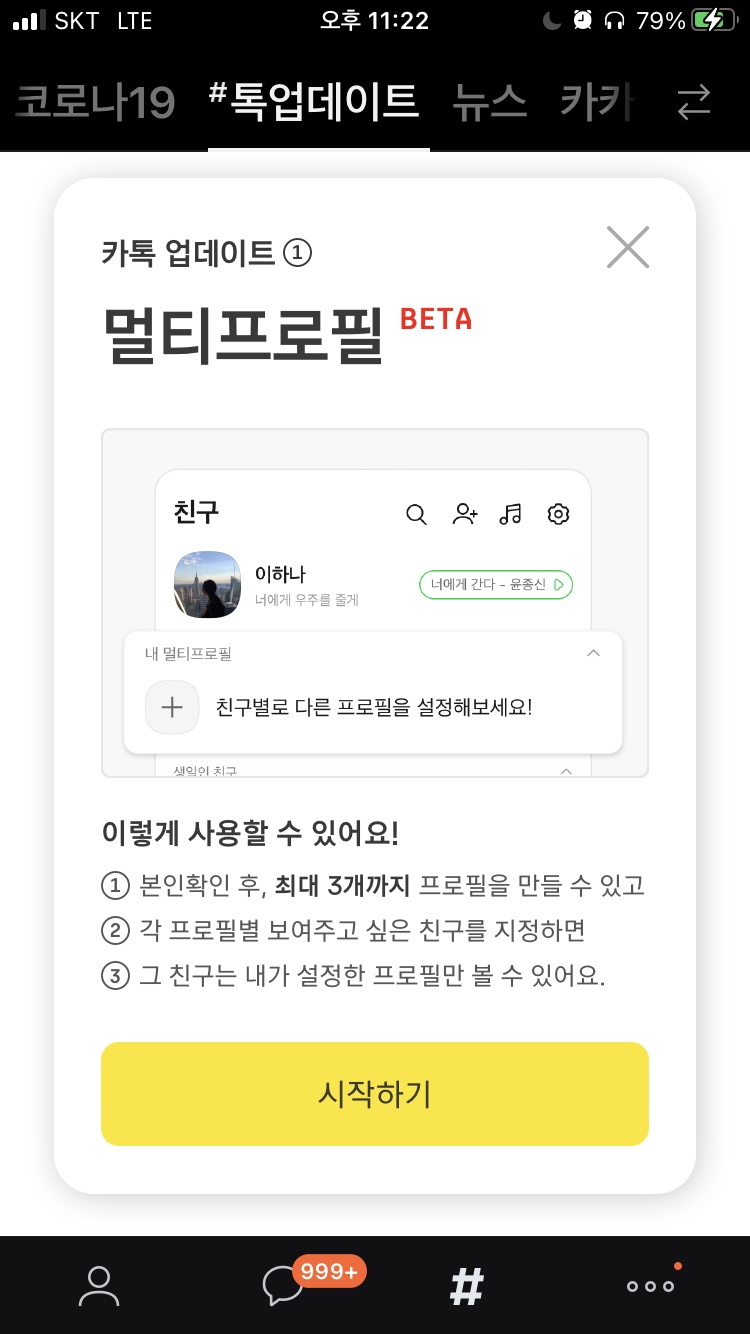 SKT LTE 오후 11:22 79%
코로나19 #톡업데이트 뉴스 카카
카톡 업데이트 ①
멀티프로필 BETA
친구
이하나
너에게 우주를 줄게
너에게 간다 - 윤종신
내 멀티프로필
친구별로 다른 프로필을 설정해보세요!
생일인 친구
이렇게 사용할 수 있어요!
① 본인확인 후, 최대 3개까지 프로필을 만들 수 있고
② 각 프로필별 보여주고 싶은 친구를 지정하면
③ 그 친구는 내가 설정한 프로필만 볼 수 있어요.
시작하기
999+
#